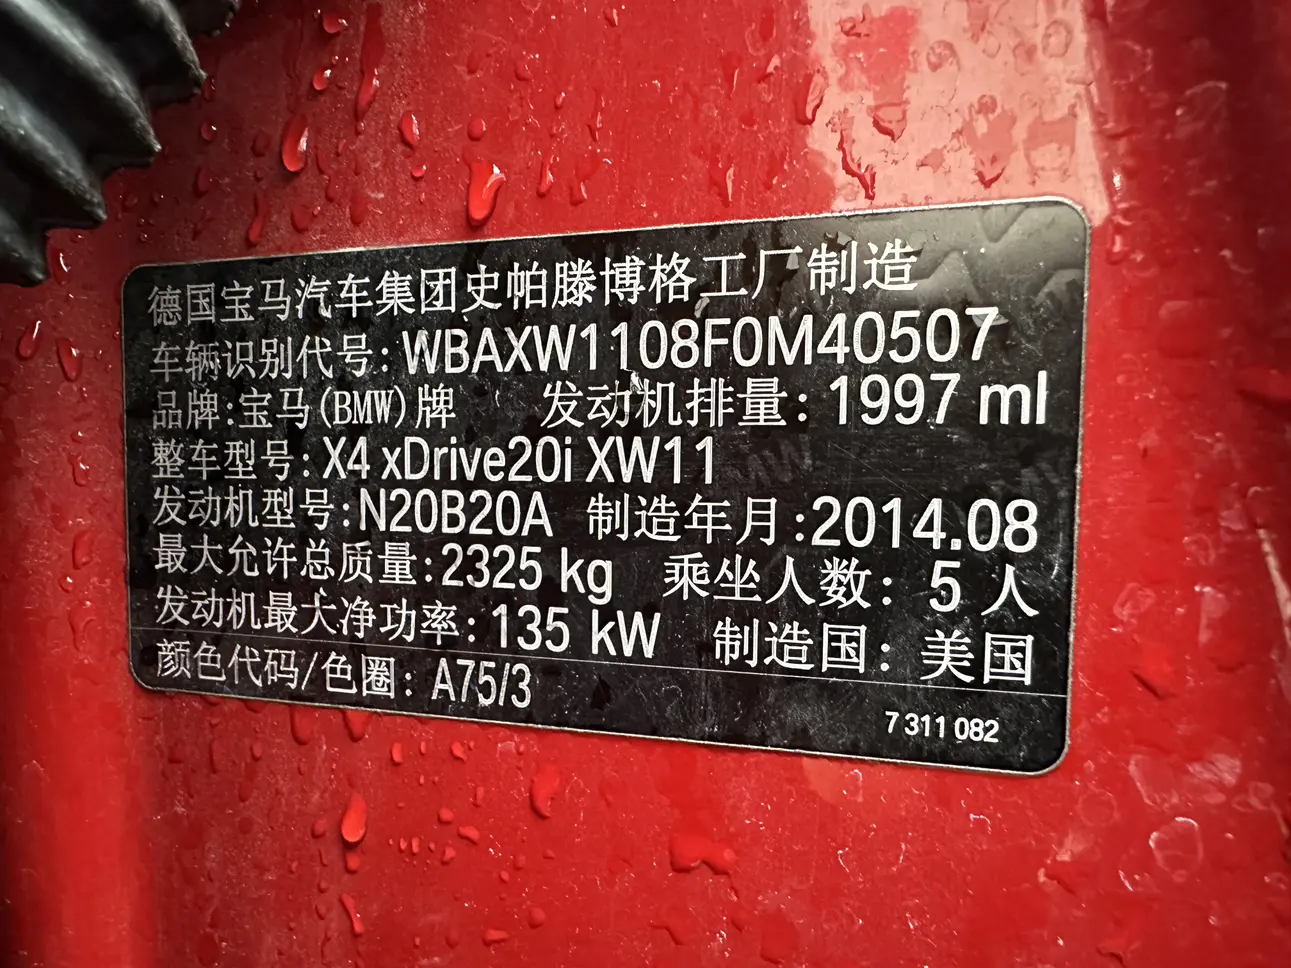 德国宝马汽车集团史帕滕博格工厂制造
车辆识别代号: WBAXW1108F0M40507
品牌:宝马(BMW)牌 发动机排量: 1997 ml
整车型号: X4 xDrive20i XW11
发动机型号: N20B20A 制造年月:2014.08
最大允许总质量: 2325 kg 乘坐人数: 5 人
发动机最大净功率: 135 kW 制造国: 美国
颜色代码/色圈: A75/3
7 311 082